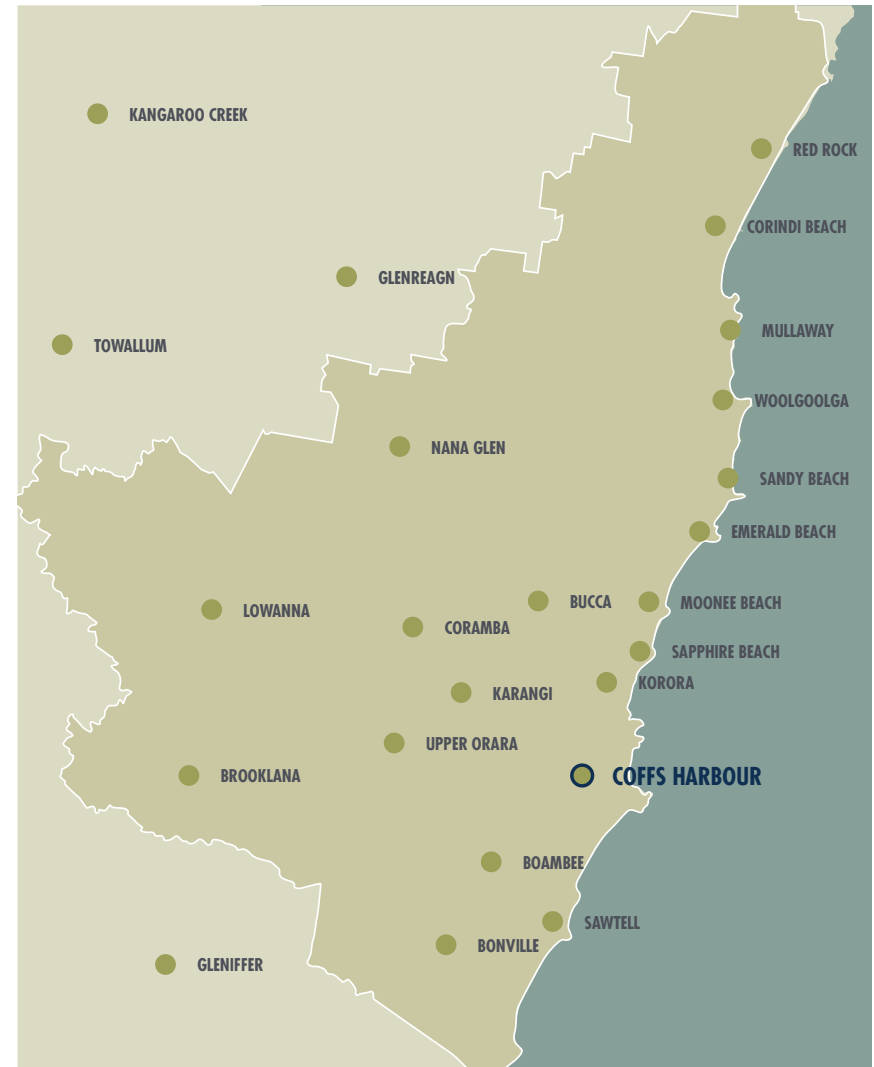 KANGAROO CREEK
RED ROCK
CORINDI BEACH
GLENREAGN
MULLAWAY
TOWALLUM
WOOLGOOLGA
NANA GLEN
SANDY BEACH
EMERALD BEACH
BUCCA
MOONEE BEACH
LOWANNA
CORAMBA
SAPPHIRE BEACH
KORORA
KARANGI
UPPER ORARA
BROOKLANA
COFFS HARBOUR
BOAMBEE
SAWTELL
BONVILLE
GLENIFFER